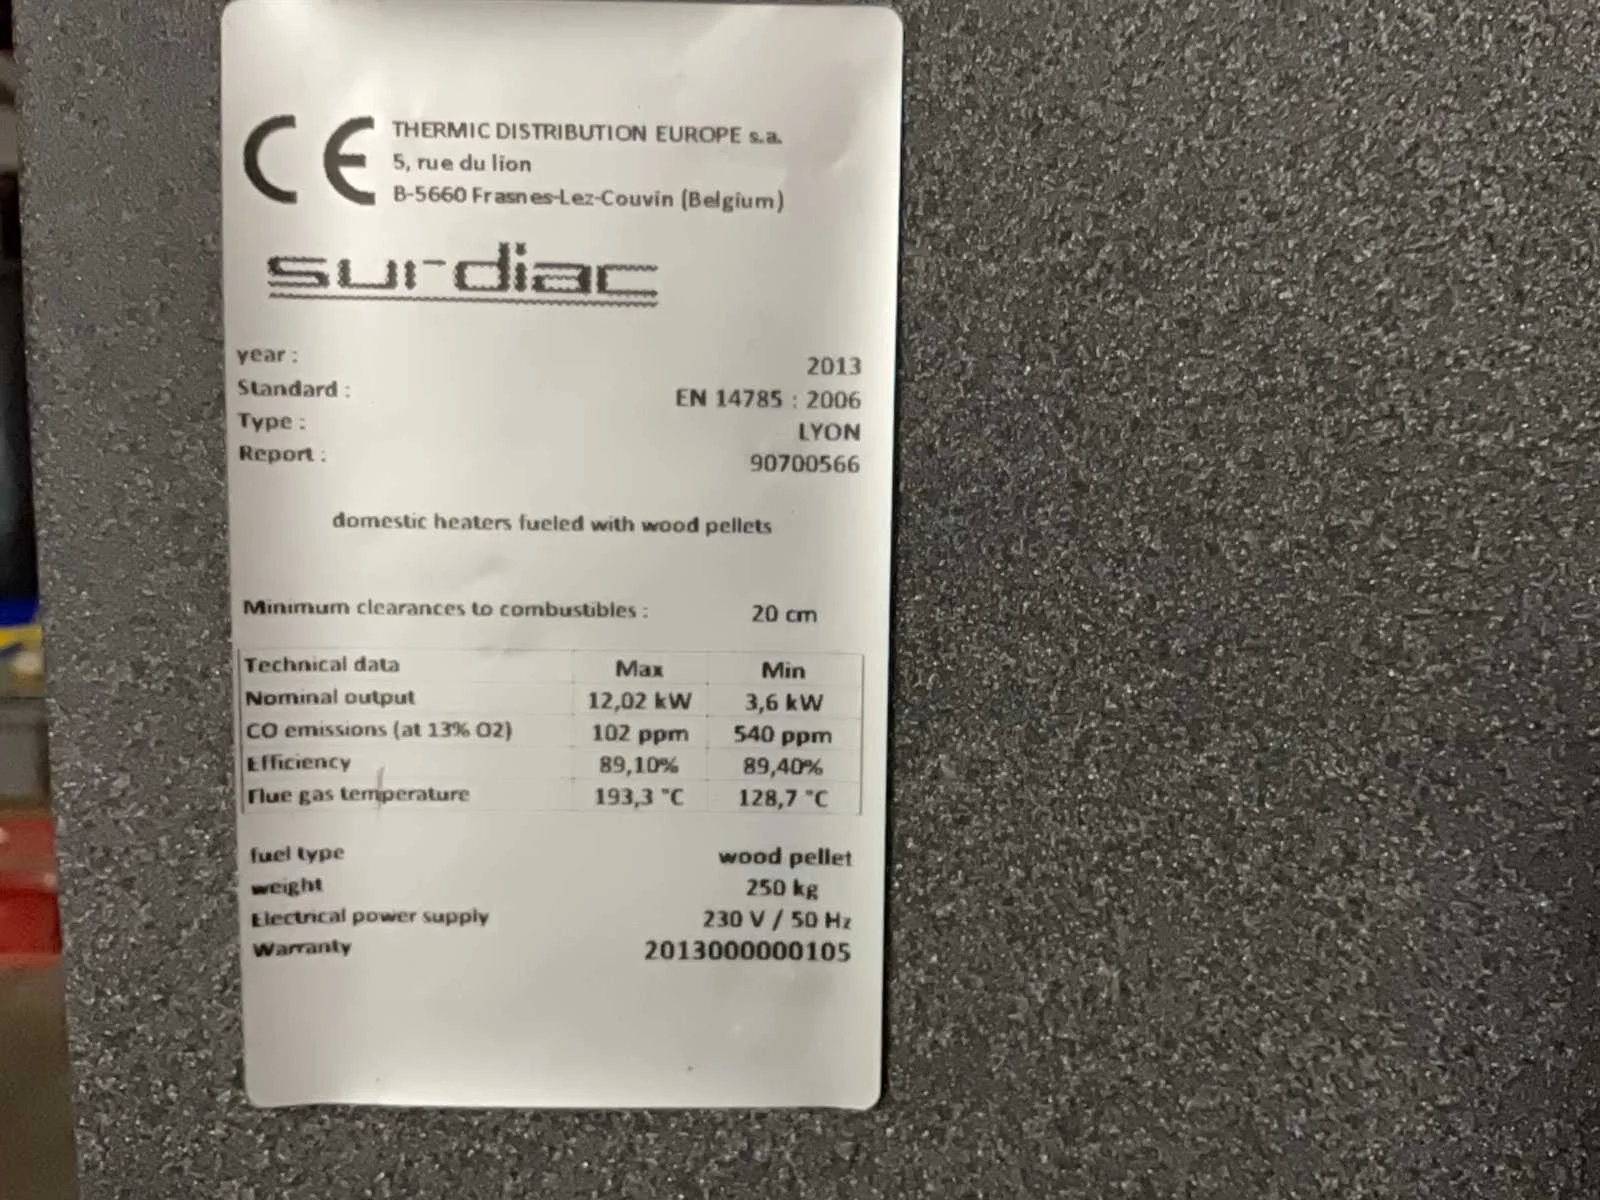 CE
THERMIC DISTRIBUTION EUROPE s.a.
5, rue du lion
B-5660 Frasnes-Lez-Couvin (Belgium)
surdiac
year : 2013
Standard : EN 14785 : 2006
Type : LYON
Report : 90700566
domestic heaters fueled with wood pellets
Minimum clearances to combustibles : 20 cm
Technical data Max Min
Nominal output 12,02 kW 3,6 kW
CO emissions (at 13% O2) 102 ppm 540 ppm
Efficiency 89,10% 89,40%
Flue gas temperature 193,3 °C 128,7 °C
fuel type wood pellet
weight 250 kg
Electrical power supply 230 V / 50 Hz
Warranty 2013000000105